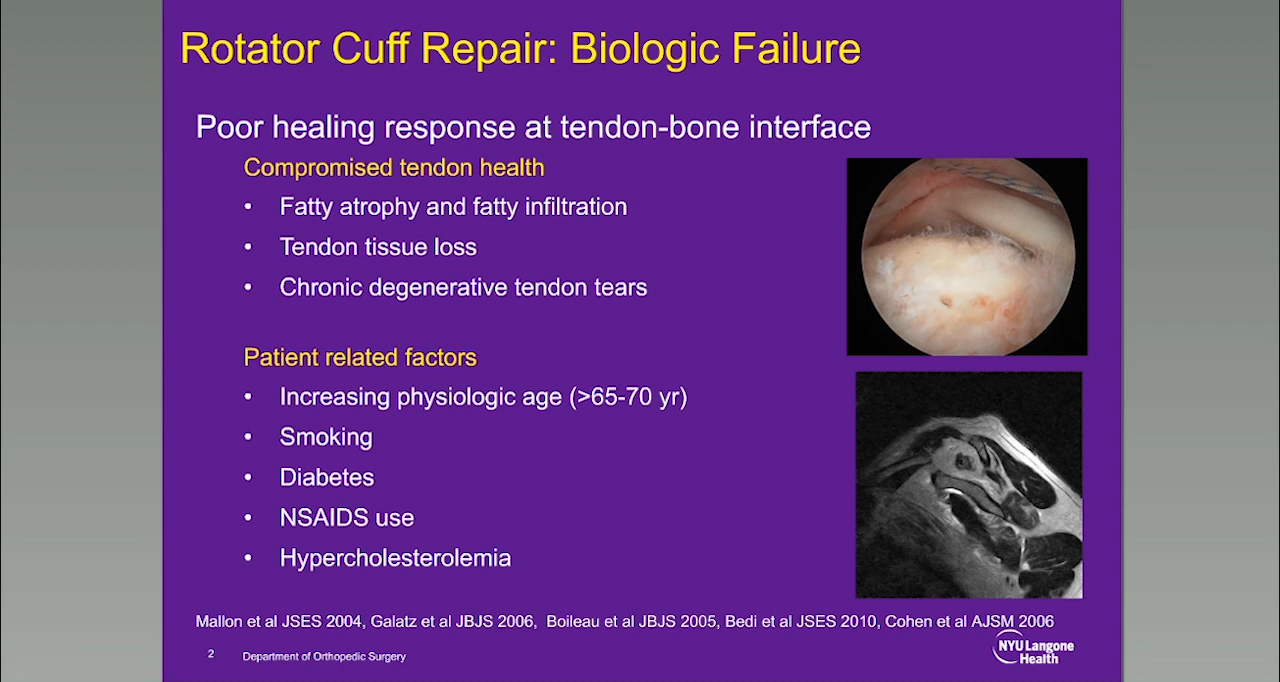 Rotator Cuff Repair: Biologic Failure
Poor healing response at tendon-bone interface
Compromised tendon health
• Fatty atrophy and fatty infiltration
• Tendon tissue loss
• Chronic degenerative tendon tears
Patient related factors
• Increasing physiologic age (>65-70 yr)
• Smoking
• Diabetes
• NSAIDS use
• Hypercholesterolemia
Mallon et al JSES 2004, Galatz et al JBJS 2006,  Boileau et al JBJS 2005, Bedi et al JSES 2010, Cohen et al AJSM 2006
2 Department of Orthopedic Surgery
NYU Langone
Health